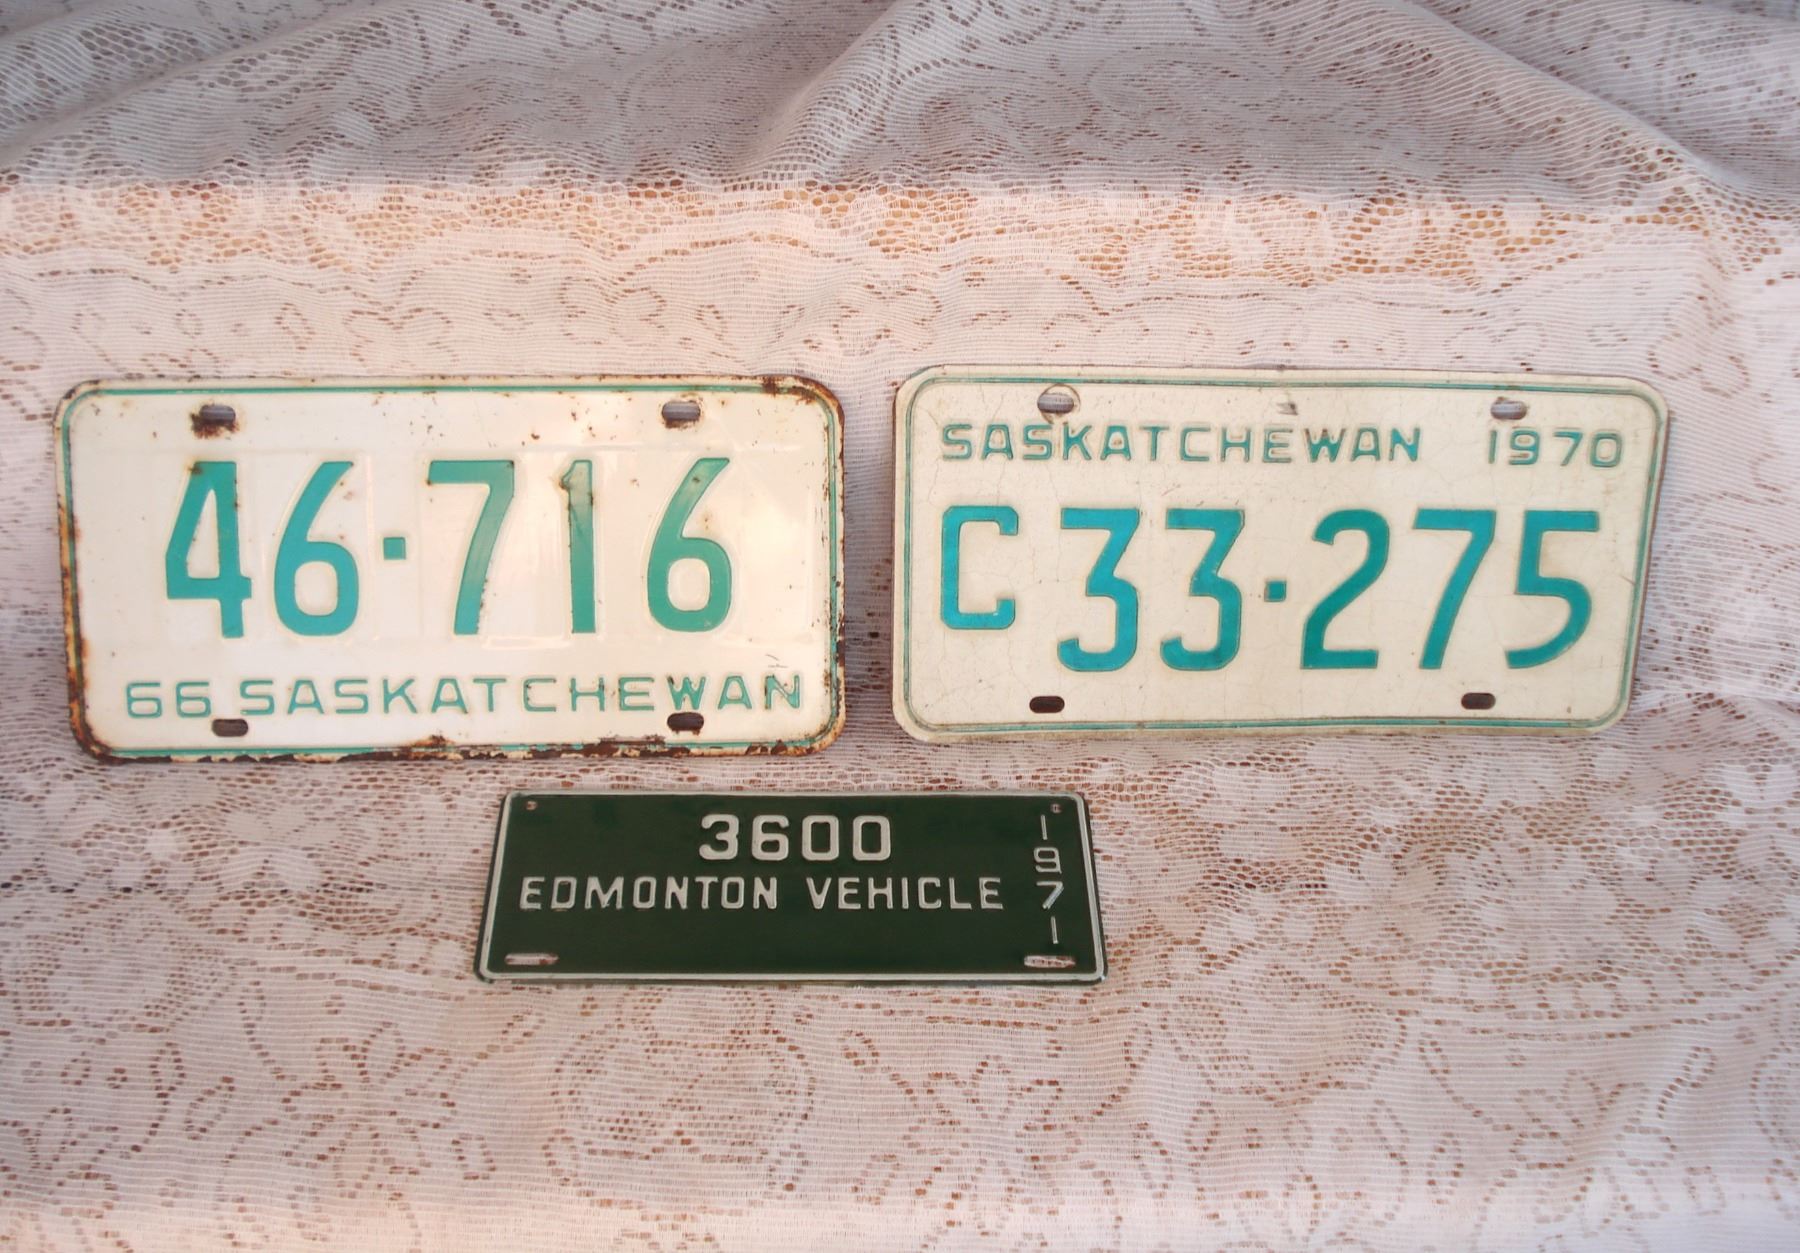 46·716
66 SASKATCHEWAN
SASKATCHEWAN 1970
C 33·275
3600
EDMONTON VEHICLE
1971